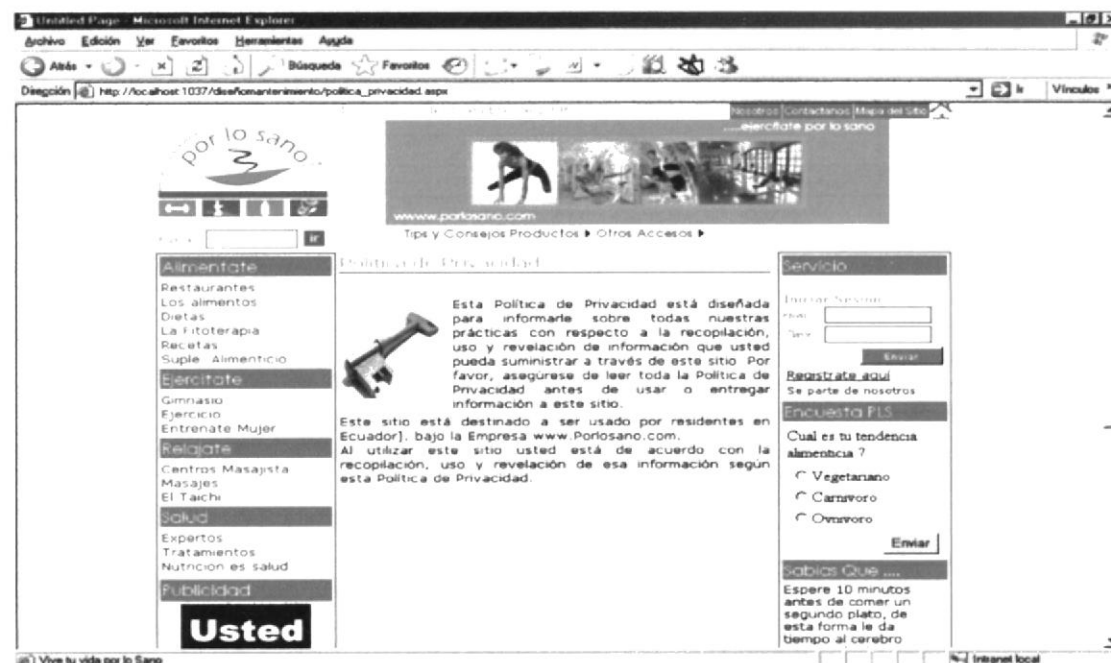 Untitled Page - Microsoft Internet Explorer
Archivo Edición Ver Favoritos Herramientas Ayuda
Atrás Búsqueda Favoritos
Dirección http://localhost:1037/diseñomantenimiento/politica_privacidad.aspx Ir Vínculos
Nosotros Contactanos Mapa del Sitio
por lo sano
....ejercítate por lo sano
wwww.porlosano.com
Tips y Consejos Productos Otros Accesos
ir
Alimentate
Restaurantes
Los alimentos
Dietas
La Fitoterapia
Recetas
Suple. Alimenticio
Ejercitate
Gimnasio
Ejercicio
Entrenate Mujer
Relajate
Centros Masajista
Masajes
El Taichi
Salud
Expertos
Tratamientos
Nutricion es salud
Publicidad
Usted
Política de Privacidad
Esta Política de Privacidad está diseñada
para informarle sobre todas nuestras
prácticas con respecto a la recopilación,
uso y revelación de información que usted
pueda suministrar a través de este sitio. Por
favor, asegúrese de leer toda la Política de
Privacidad antes de usar o entregar
información a este sitio.
Este sitio está destinado a ser usado por residentes en
Ecuador], bajo la Empresa www.Porlosano.com.
Al utilizar este sitio usted está de acuerdo con la
recopilación, uso y revelación de esa información según
esta Política de Privacidad.
Servicio
Iniciar Sesion
Enviar
Registrate aquí
Se parte de nosotros
Encuesta PLS
Cual es tu tendencia
alimenticia ?
Vegetariano
Carnivoro
Ovnivoro
Enviar
Sabias Que ....
Espere 10 minutos
antes de comer un
segundo plato, de
esta forma le da
tiempo al cerebro
Vive tu vida por lo Sano Intranet local